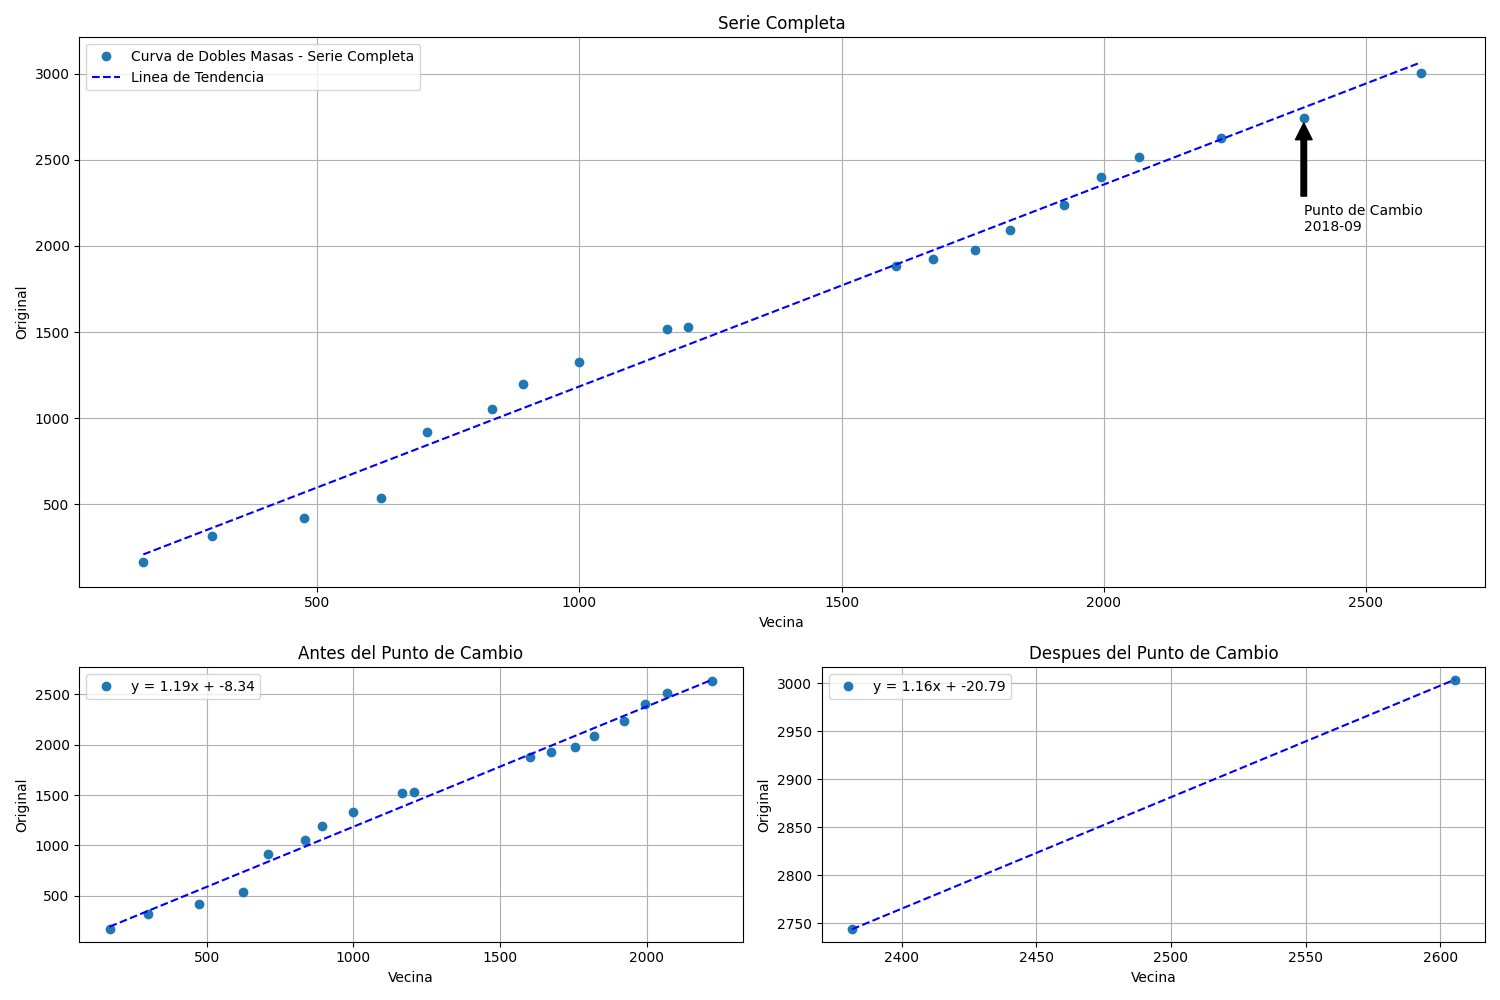 Serie Completa
Curva de Dobles Masas - Serie Completa
Linea de Tendencia
3000
2500
2000
1500
1000
500
Original
Punto de Cambio
2018-09
500
1000
1500
2000
2500
Vecina
Antes del Punto de Cambio
y = 1.19x + -8.34
2500
2000
1500
1000
500
Original
500
1000
1500
2000
Vecina
Despues del Punto de Cambio
y = 1.16x + -20.79
3000
2950
2900
2850
2800
2750
Original
2400
2450
2500
2550
2600
Vecina